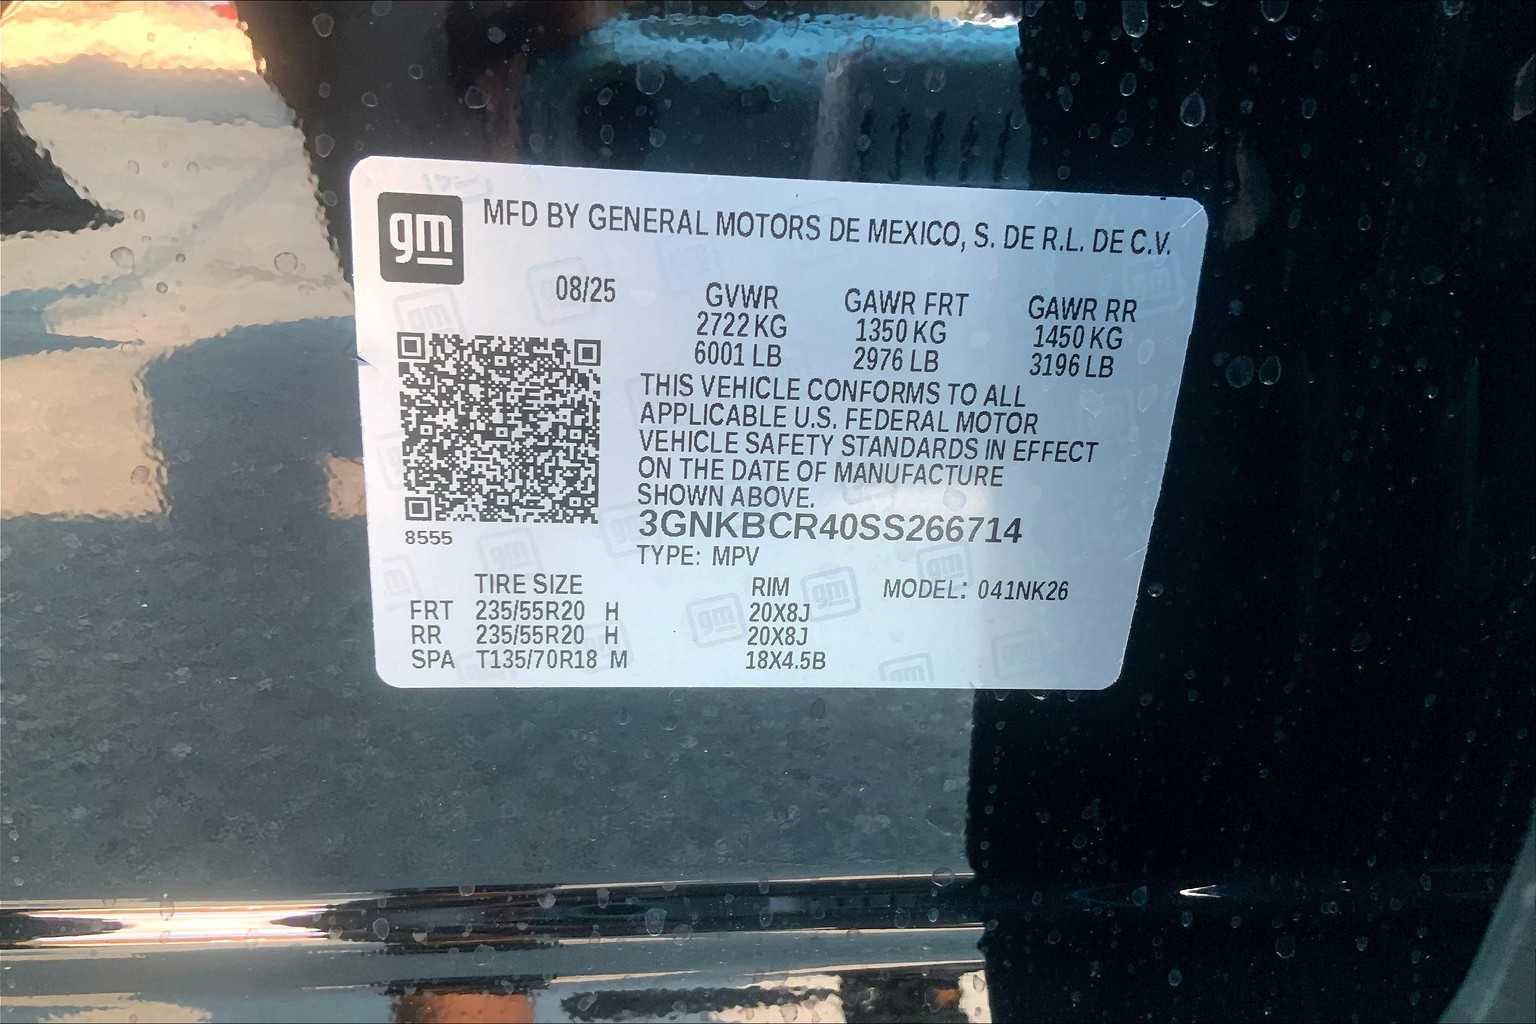 gm
MFD BY GENERAL MOTORS DE MEXICO, S. DE R.L. DE C.V.
08/25 GVWR GAWR FRT GAWR RR
2722 KG 1350 KG 1450 KG
6001 LB 2976 LB 3196 LB
THIS VEHICLE CONFORMS TO ALL
APPLICABLE U.S. FEDERAL MOTOR
VEHICLE SAFETY STANDARDS IN EFFECT
ON THE DATE OF MANUFACTURE
SHOWN ABOVE.
3GNKBCR40SS266714
8555
TYPE: MPV
TIRE SIZE RIM MODEL: 041NK26
FRT 235/55R20 H 20X8J
RR 235/55R20 H 20X8J
SPA T135/70R18 M 18X4.5B